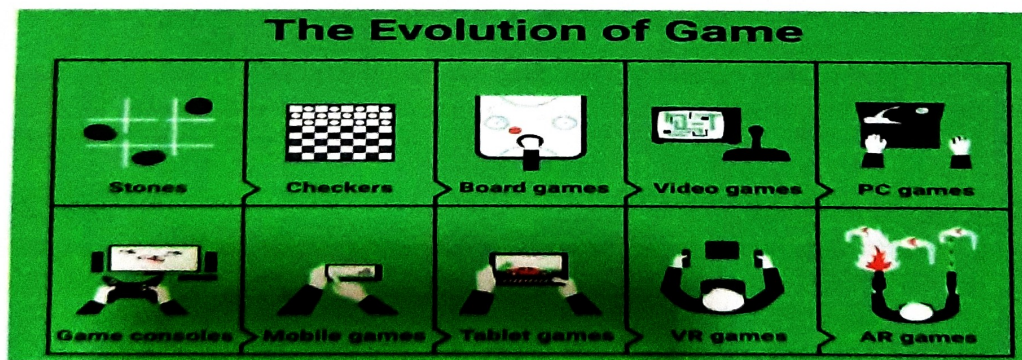 The Evolution of Game
Stones
Checkers
Board games
Video games
PC games
Game consoles
Mobile games
Tablet games
VR games
AR games